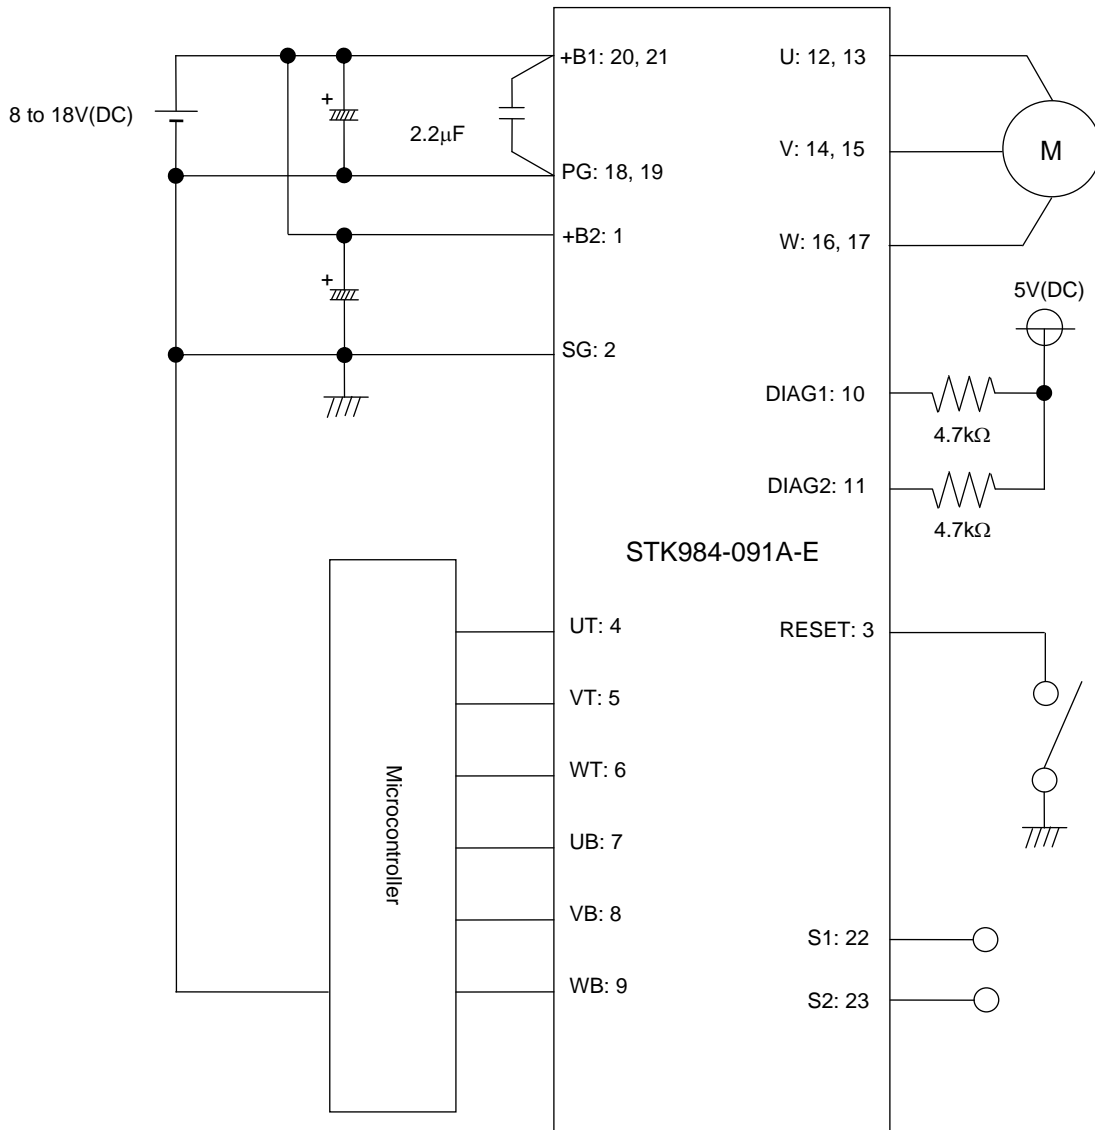 8 to 18V(DC)
+
2.2μF
+
+B1: 20, 21
PG: 18, 19
+B2: 1
SG: 2
U: 12, 13
V: 14, 15
W: 16, 17
M
5V(DC)
DIAG1: 10
4.7kΩ
DIAG2: 11
4.7kΩ
STK984-091A-E
Microcontroller
UT: 4
VT: 5
WT: 6
UB: 7
VB: 8
WB: 9
RESET: 3
S1: 22
S2: 23